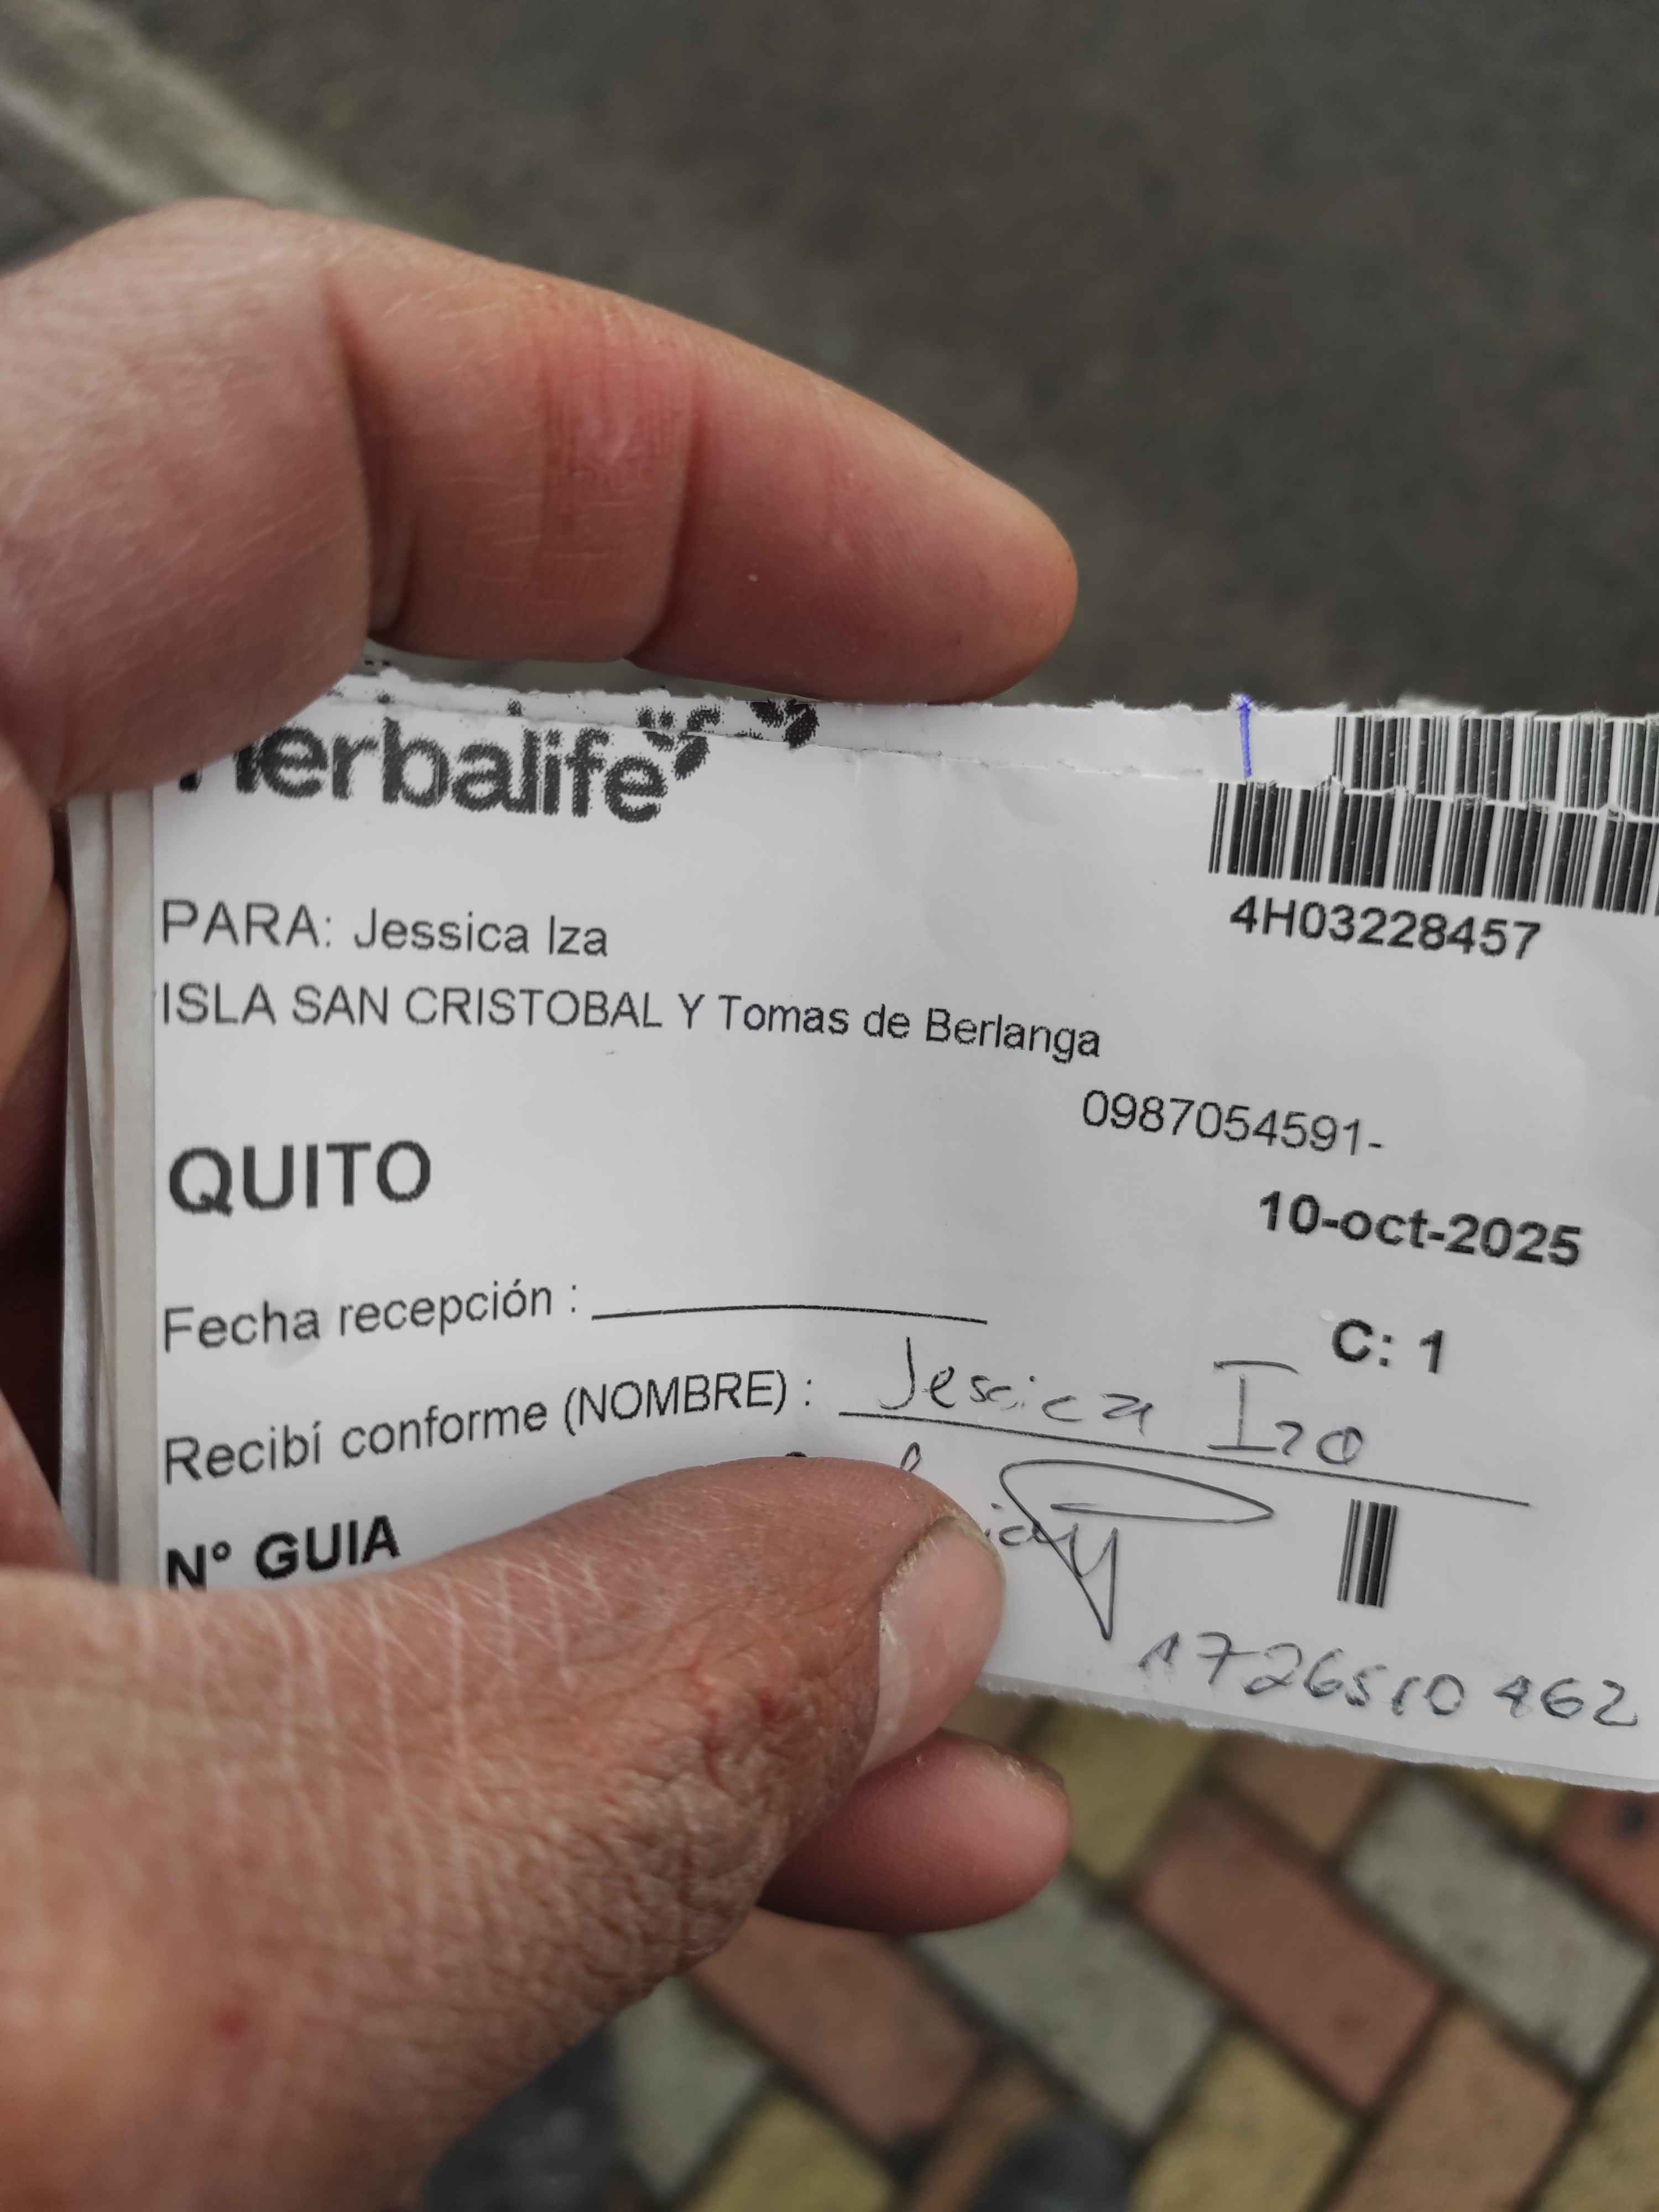 Herbalife
4H03228457
PARA: Jessica Iza
ISLA SAN CRISTOBAL Y Tomas de Berlanga
0987054591-
QUITO
10-oct-2025
Fecha recepción :
C: 1
Recibí conforme (NOMBRE) : Jessica Iza
N° GUIA
1726510462